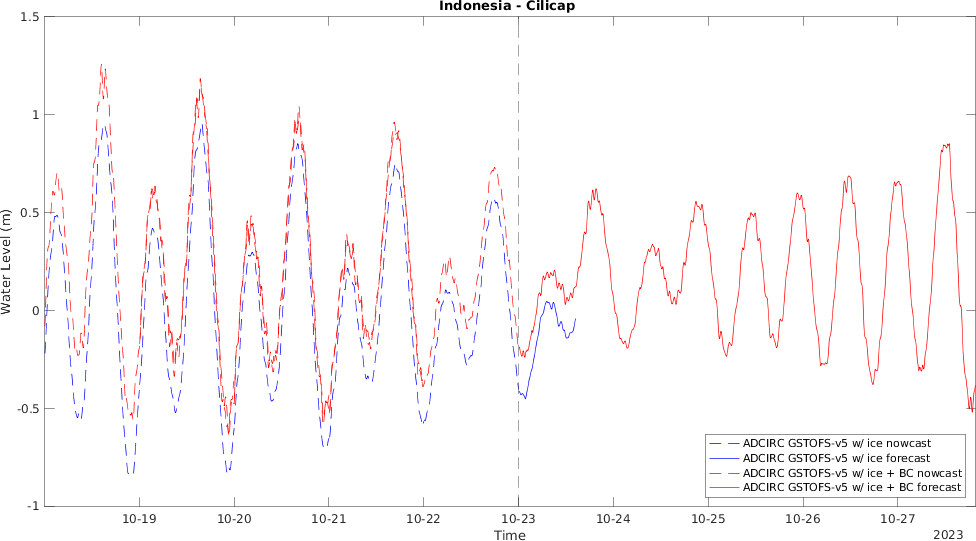 Indonesia - Cilicap
Water Level (m)
1.5
1
0.5
0
-0.5
-1
10-19
10-20
10-21
10-22
10-23
10-24
10-25
10-26
10-27
Time
2023
ADCIRC GSTOFS-v5 w/ ice nowcast
ADCIRC GSTOFS-v5 w/ ice forecast
ADCIRC GSTOFS-v5 w/ ice + BC nowcast
ADCIRC GSTOFS-v5 w/ ice + BC forecast